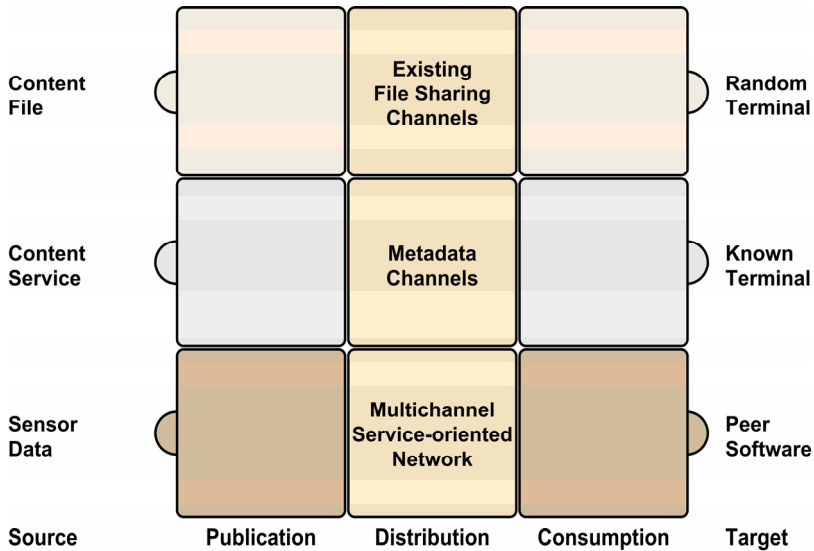 Content
File
Existing
File Sharing
Channels
Random
Terminal
Content
Service
Metadata
Channels
Known
Terminal
Sensor
Data
Multichannel
Service-oriented
Network
Peer
Software
Source
Publication
Distribution
Consumption
Target